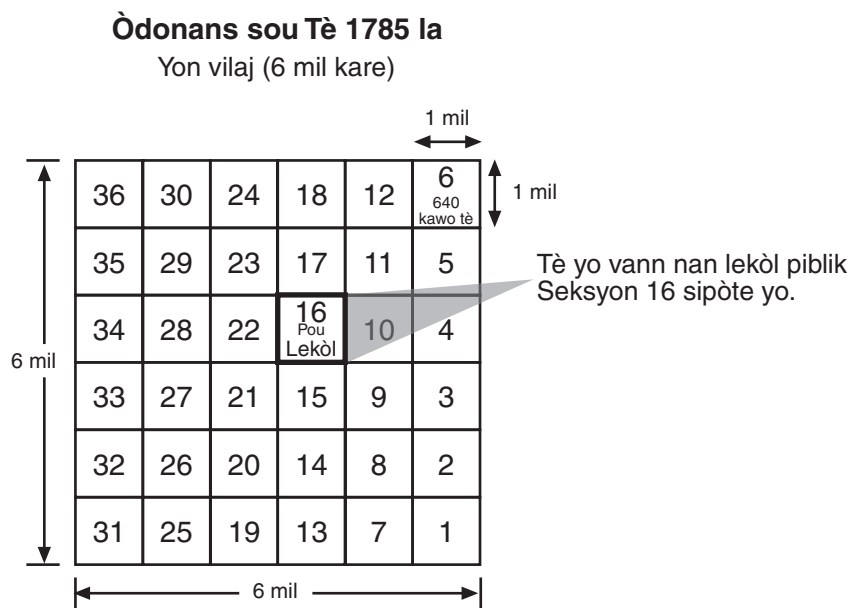 Òdonans sou Tè 1785 la
Yon vilaj (6 mil kare)
1 mil
36 30 24 18 12 6
640
kawo tè
1 mil
35 29 23 17 11 5
Tè yo vann nan lekòl piblik
Seksyon 16 sipòte yo.
34 28 22 16 10 4
Pou
Lekòl
6 mil
33 27 21 15 9 3
32 26 20 14 8 2
31 25 19 13 7 1
6 mil